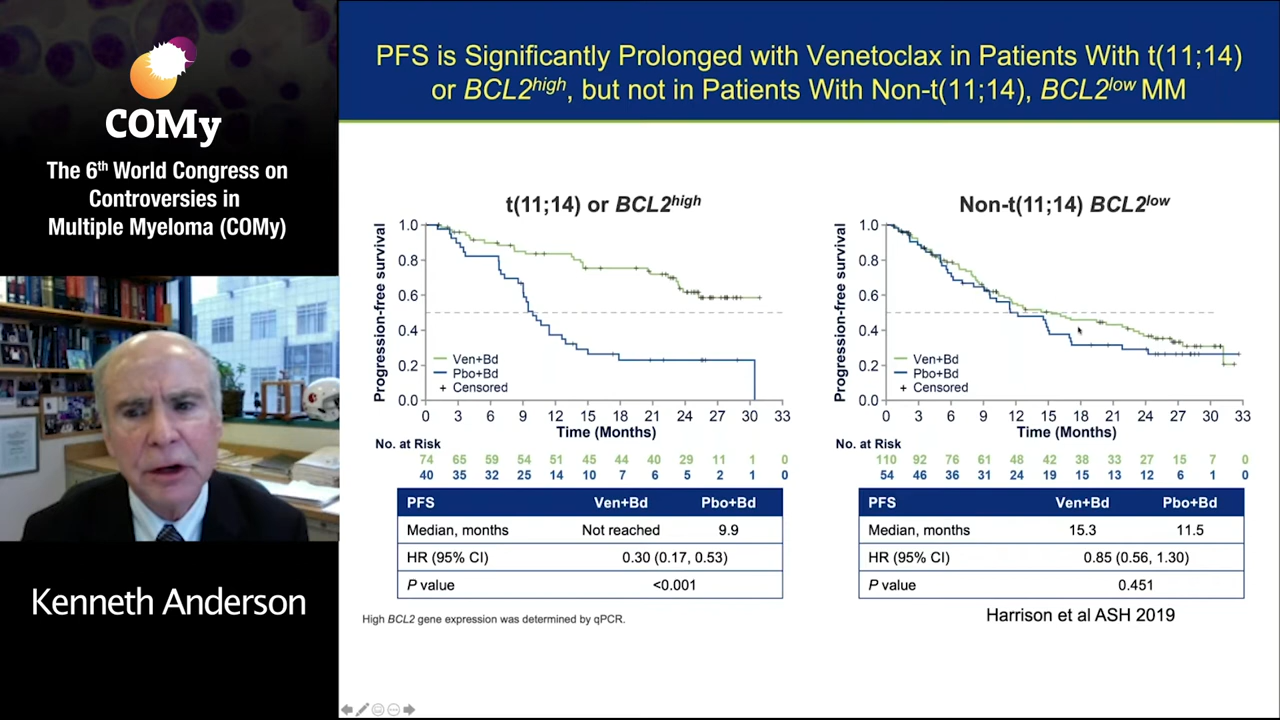 COMy
The 6th World Congress on
Controversies in
Multiple Myeloma (COMy)
Kenneth Anderson
PFS is Significantly Prolonged with Venetoclax in Patients With t(11;14)
or BCL2high, but not in Patients With Non-t(11;14), BCL2low MM
t(11;14) or BCL2high
Progression-free survival
1.0
0.8
0.6
0.4
0.2
0.0
Ven+Bd
Pbo+Bd
+ Censored
0 3 6 9 12 15 18 21 24 27 30 33
Time (Months)
No. at Risk
74 65 59 54 51 45 44 40 29 11 1 0
40 35 32 25 14 10 7 6 5 2 1 0
PFS Ven+Bd Pbo+Bd
Median, months Not reached 9.9
HR (95% CI) 0.30 (0.17, 0.53)
P value <0.001
High BCL2 gene expression was determined by qPCR.
Non-t(11;14) BCL2low
Progression-free survival
1.0
0.8
0.6
0.4
0.2
0.0
Ven+Bd
Pbo+Bd
+ Censored
0 3 6 9 12 15 18 21 24 27 30 33
Time (Months)
No. at Risk
110 92 76 61 48 42 38 33 27 15 7 0
54 46 36 31 24 19 15 13 12 6 1 0
PFS Ven+Bd Pbo+Bd
Median, months 15.3 11.5
HR (95% CI) 0.85 (0.56, 1.30)
P value 0.451
Harrison et al ASH 2019